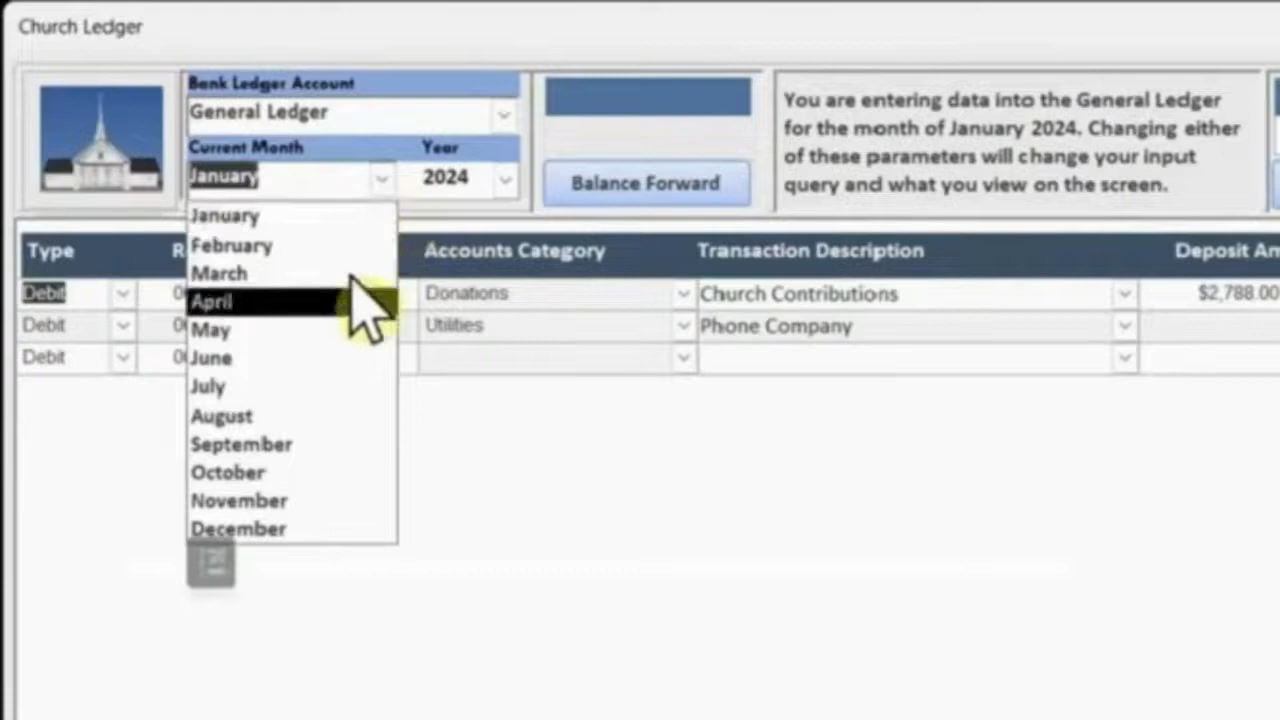 Church Ledger
Bank Ledger Account
General Ledger
Current Month Year
January 2024
Balance Forward
You are entering data into the General Ledger
for the month of January 2024. Changing either
of these parameters will change your input
query and what you view on the screen.
January
February
March
April
May
June
July
August
September
October
November
December
Type Accounts Category Transaction Description Deposit
Debit Donations Church Contributions $2,788.00
Debit Utilities Phone Company
Debit